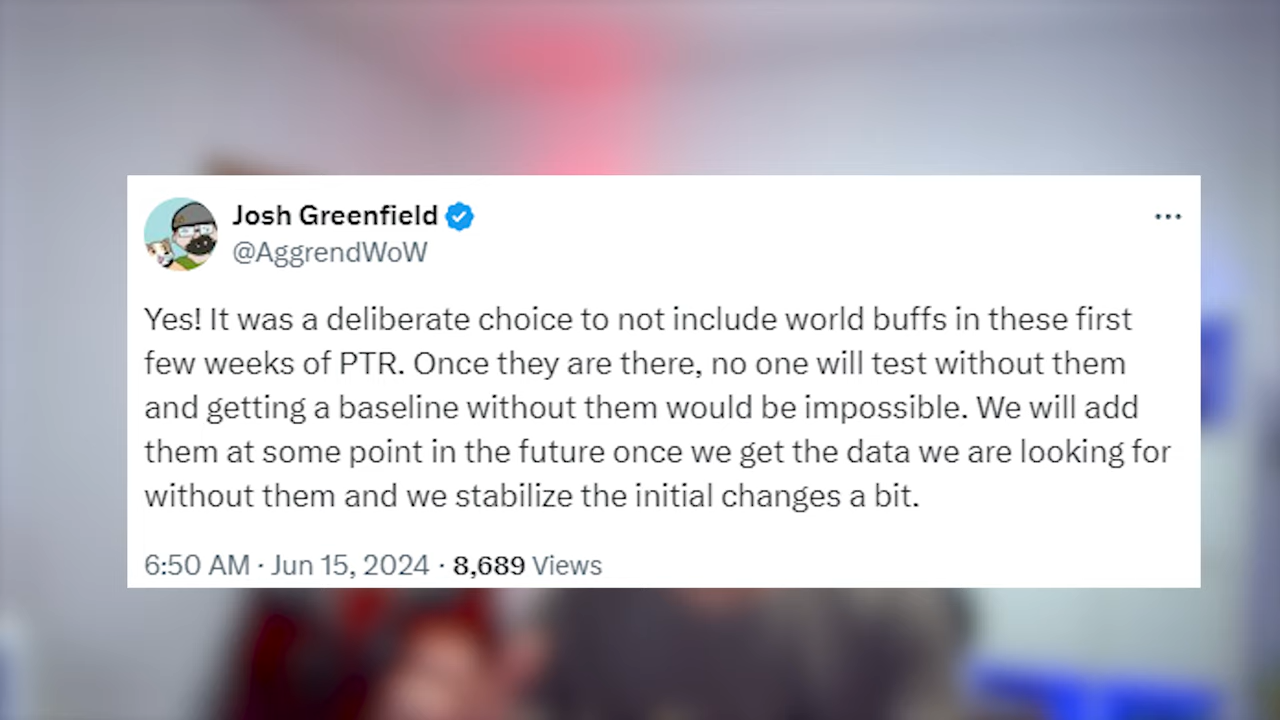 Josh Greenfield
@AggrendWoW
Yes! It was a deliberate choice to not include world buffs in these first
few weeks of PTR. Once they are there, no one will test without them
and getting a baseline without them would be impossible. We will add
them at some point in the future once we get the data we are looking for
without them and we stabilize the initial changes a bit.
6:50 AM · Jun 15, 2024 · 8,689 Views